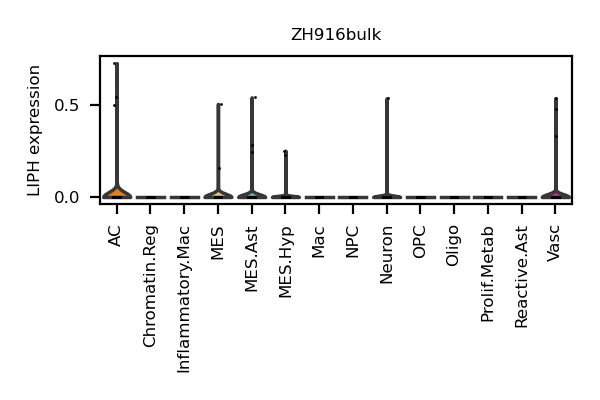 ZH916bulk
LIPH expression
0.5
0.0
AC
Chromatin.Reg
Inflammatory.Mac
MES
MES.Ast
MES.Hyp
Mac
NPC
Neuron
OPC
Oligo
Prolif.Metab
Reactive.Ast
Vasc